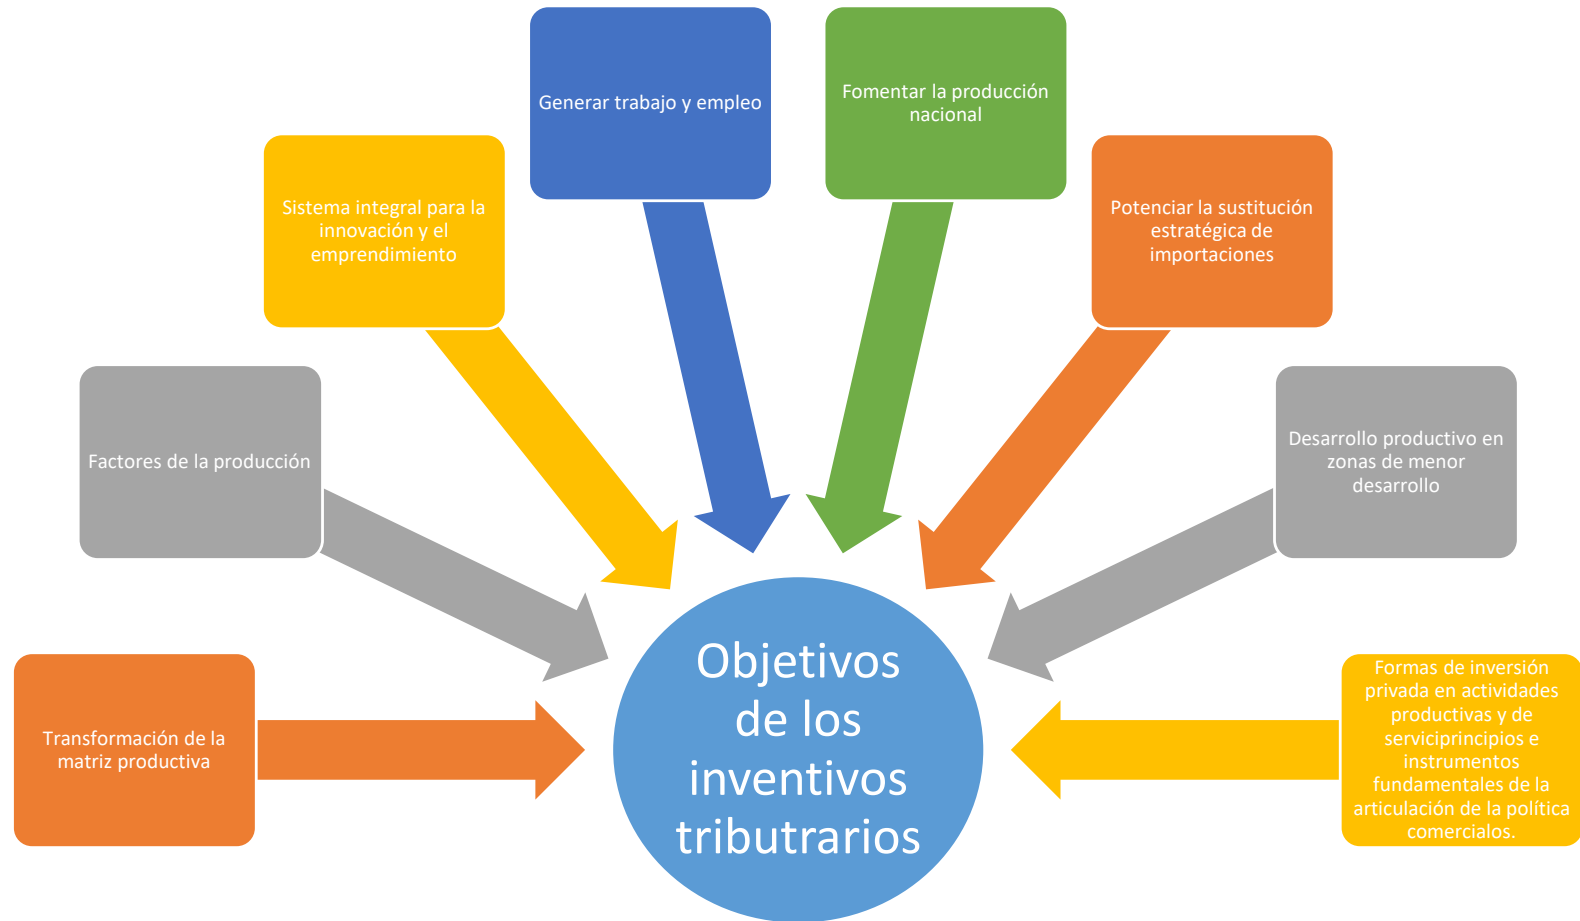 Generar trabajo y empleo
Fomentar la producción
nacional
Sistema integral para la
innovación y el
emprendimiento
Potenciar la sustitución
estratégica de
importaciones
Factores de la producción
Desarrollo productivo en
zonas de menor
desarrollo
Transformación de la
matriz productiva
Objetivos
de los
inventivos
tributrarios
Formas de inversión
privada en actividades
productivas y de
serviciprincipios e
instrumentos
fundamentales de la
articulación de la política
comercialos.